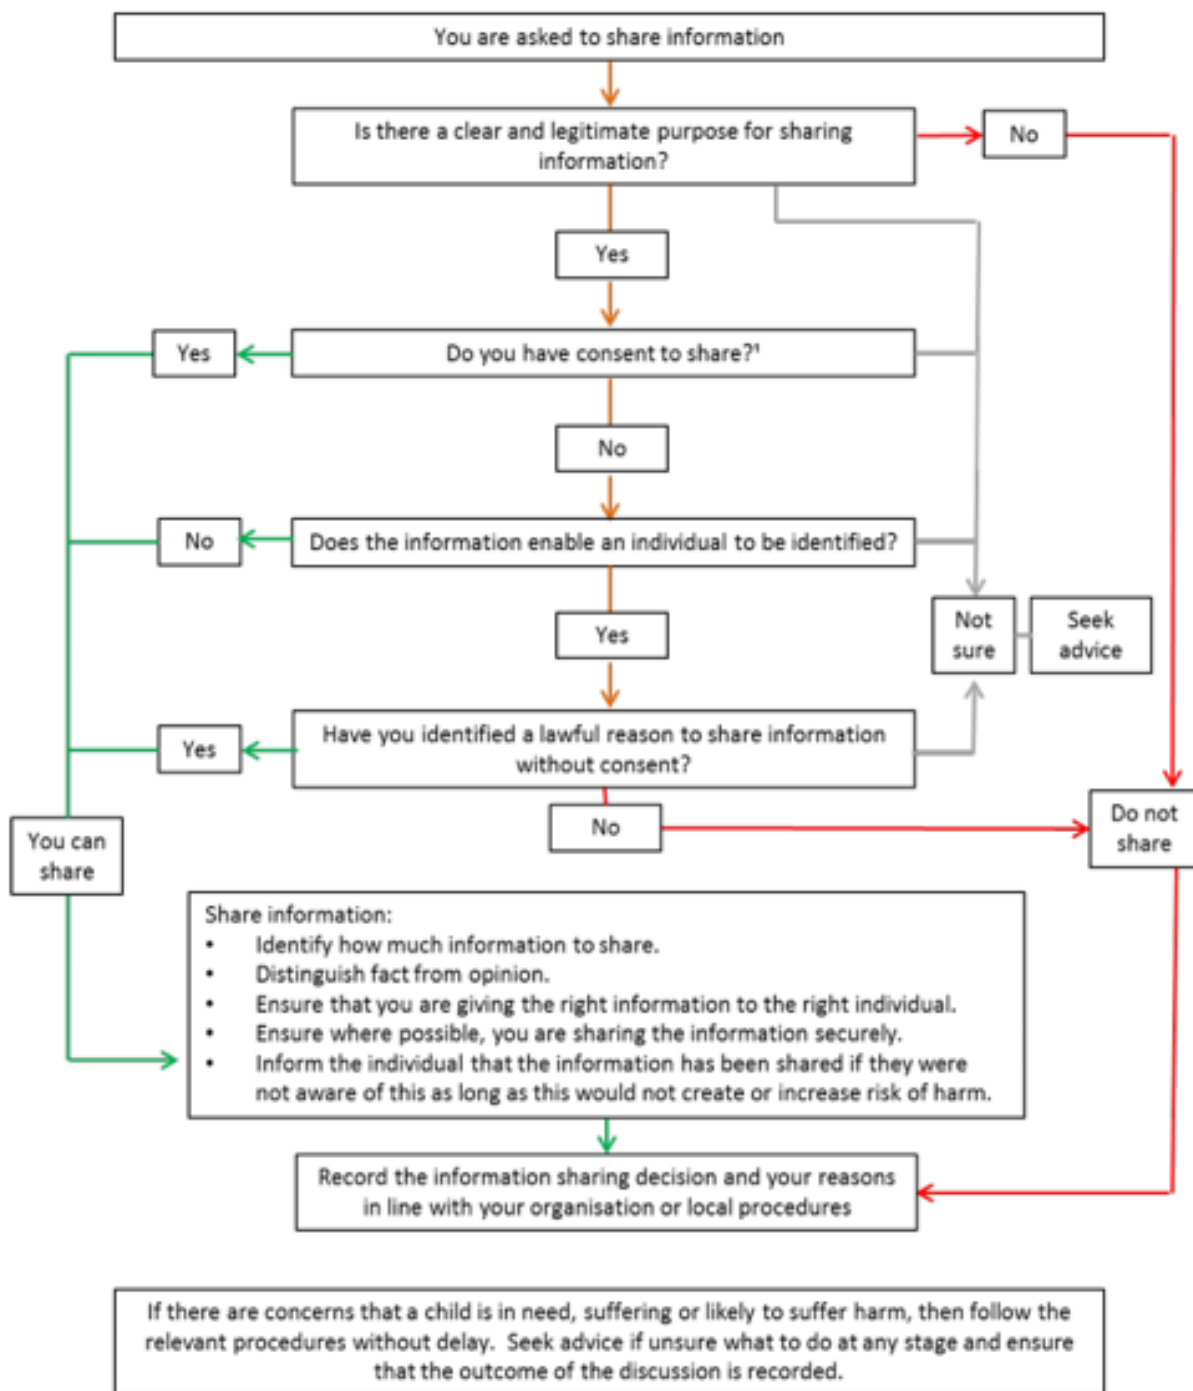 You are asked to share information
Is there a clear and legitimate purpose for sharing
information?
No
Yes
Yes
Do you have consent to share?¹
No
No
Does the information enable an individual to be identified?
Yes
Not
sure
Seek
advice
Yes
Have you identified a lawful reason to share information
without consent?
No
Do not
share
You can
share
Share information:
• Identify how much information to share.
• Distinguish fact from opinion.
• Ensure that you are giving the right information to the right individual.
• Ensure where possible, you are sharing the information securely.
• Inform the individual that the information has been shared if they were
not aware of this as long as this would not create or increase risk of harm.
Record the information sharing decision and your reasons
in line with your organisation or local procedures
If there are concerns that a child is in need, suffering or likely to suffer harm, then follow the
relevant procedures without delay. Seek advice if unsure what to do at any stage and ensure
that the outcome of the discussion is recorded.